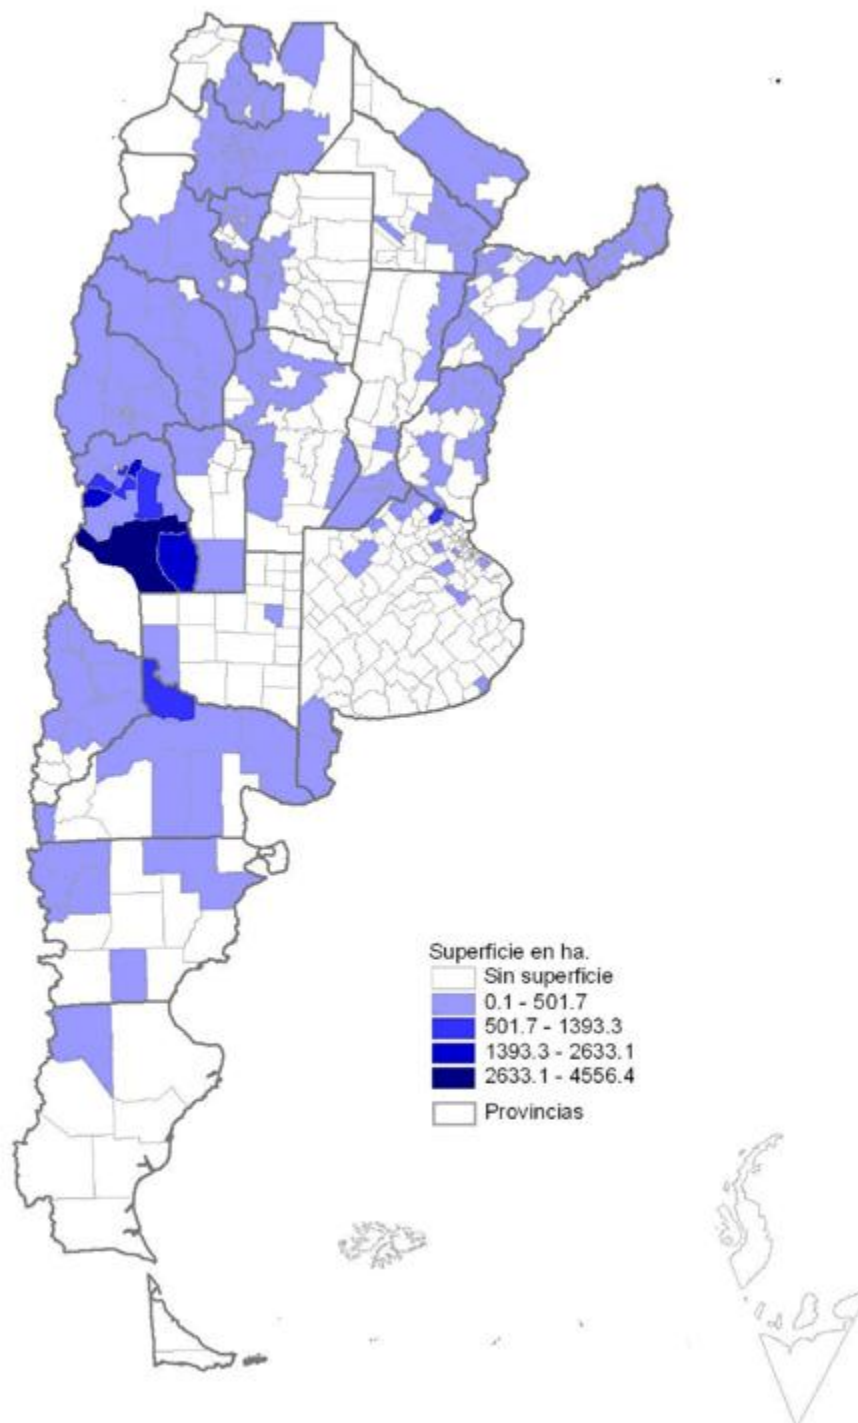 Superficie en ha.
Sin superficie
0.1 - 501.7
501.7 - 1393.3
1393.3 - 2633.1
2633.1 - 4556.4
Provincias